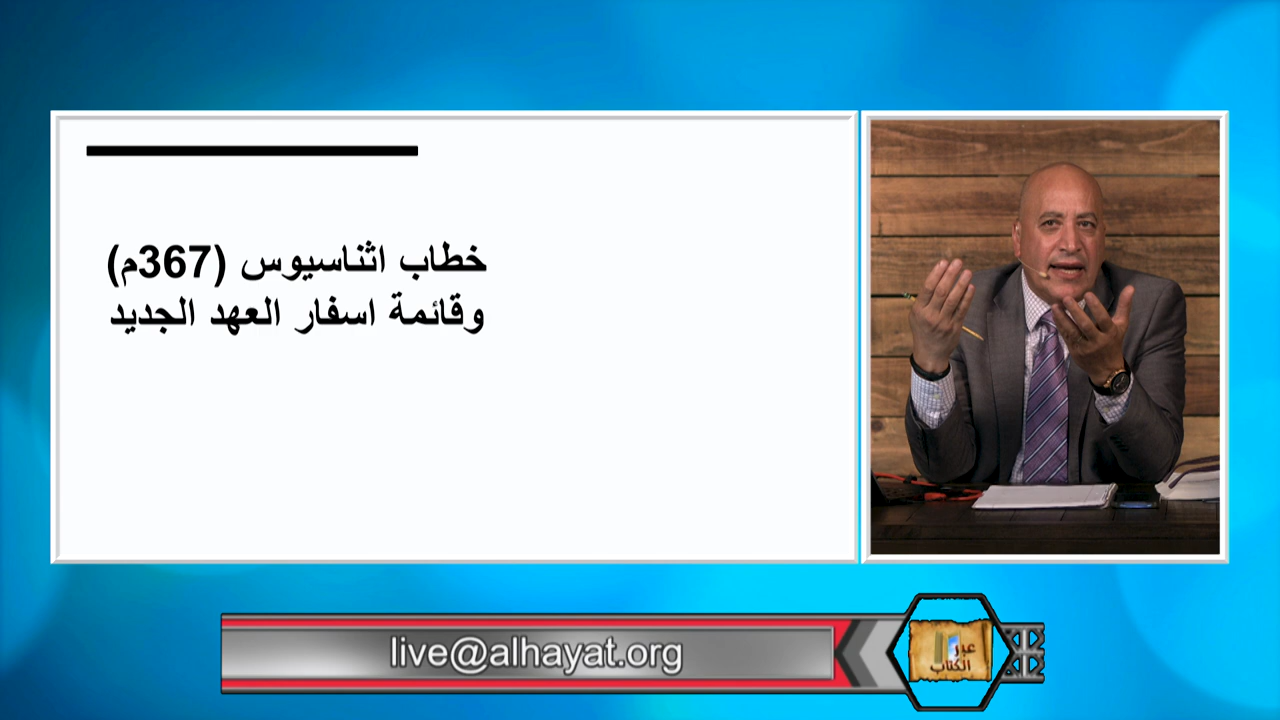 خطاب اثناسيوس (367م)
وقائمة اسفار العهد الجديد
live@alhayat.org
عبر
الكتاب